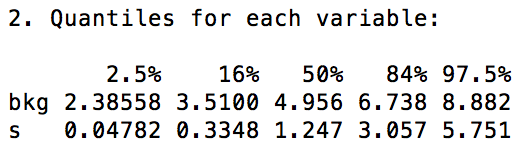 2. Quantiles for each variable:
2.5% 16% 50% 84% 97.5%
bkg 2.38558 3.5100 4.956 6.738 8.882
s 0.04782 0.3348 1.247 3.057 5.751